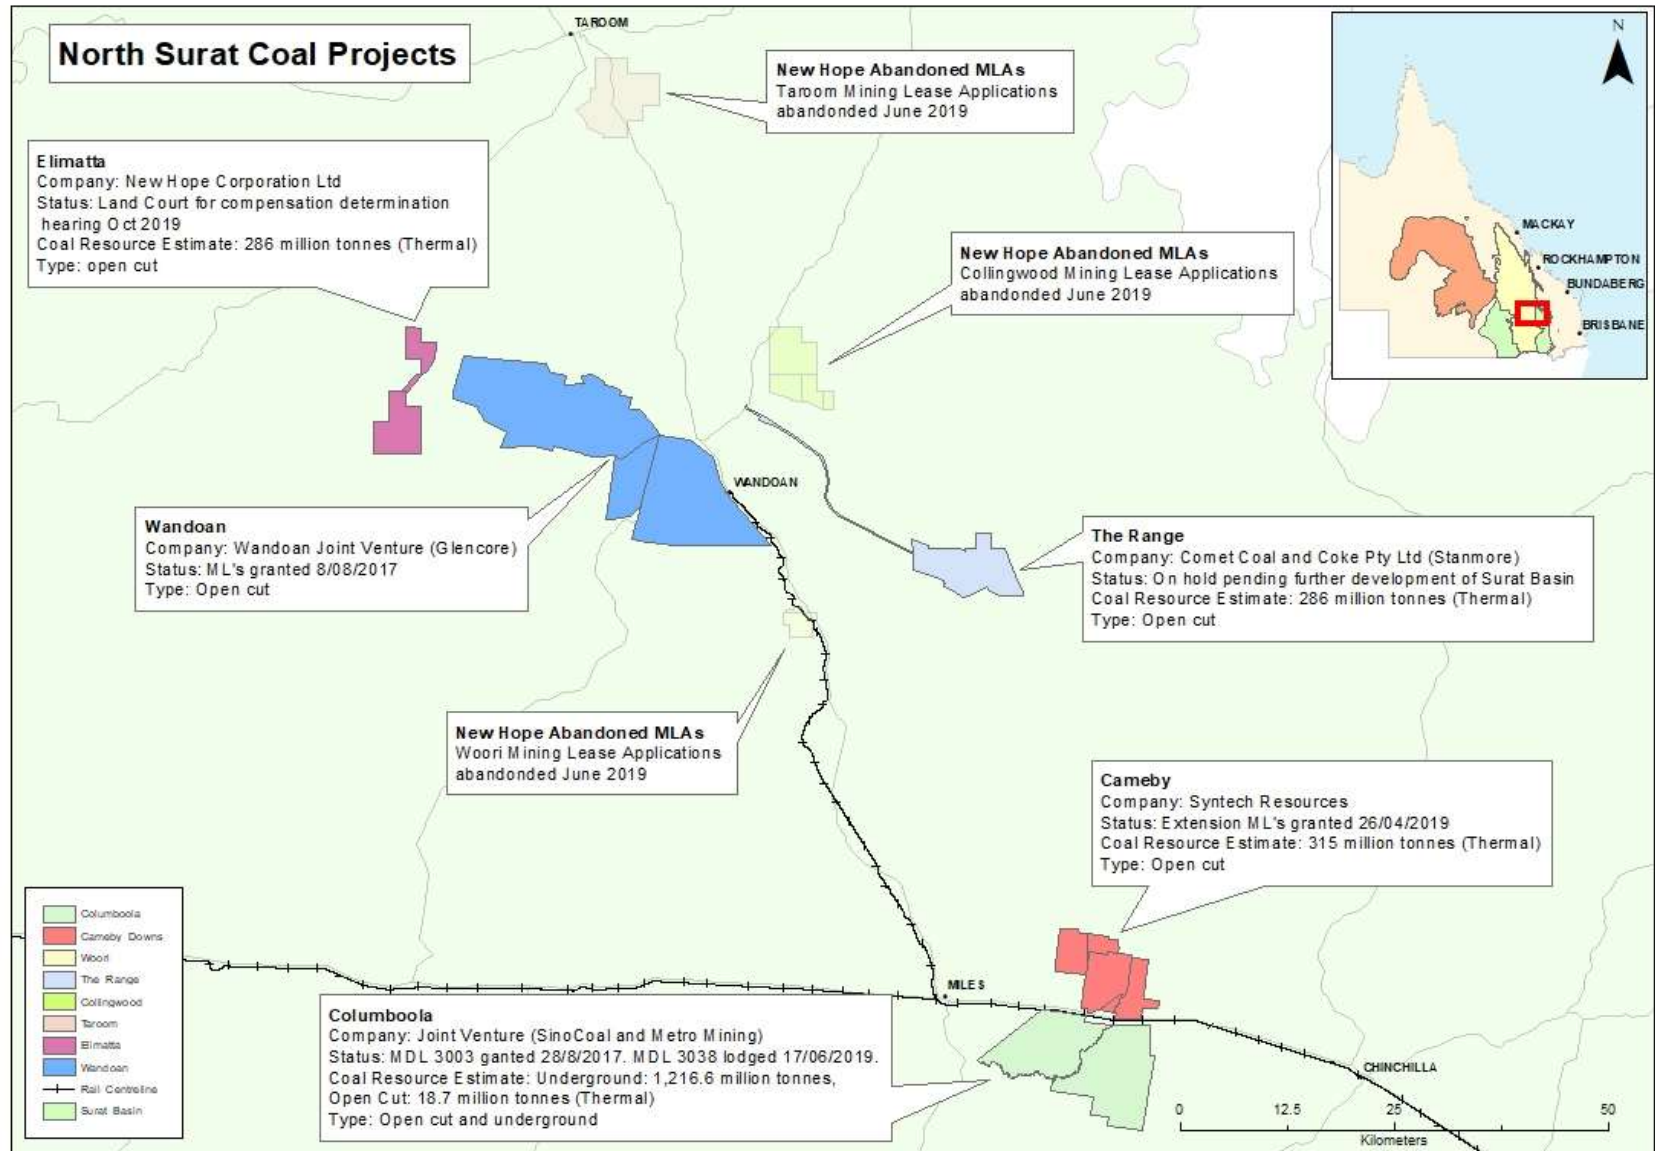 North Surat Coal Projects
TAROOM
New Hope Abandoned MLAs
Taroom Mining Lease Applications
abandonded June 2019
N
MACKAY
ROCKHAMPTON
BUNDABERG
BRISBANE
Elimatta
Company: New Hope Corporation Ltd
Status: Land Court for compensation determination
hearing Oct 2019
Coal Resource Estimate: 286 million tonnes (Thermal)
Type: open cut
New Hope Abandoned MLAs
Collingwood Mining Lease Applications
abandonded June 2019
WANDOAN
Wandoan
Company: Wandoan Joint Venture (Glencore)
Status: ML's granted 8/08/2017
Type: Open cut
The Range
Company: Comet Coal and Coke Pty Ltd (Stanmore)
Status: On hold pending further development of Surat Basin
Coal Resource Estimate: 286 million tonnes (Thermal)
Type: Open cut
New Hope Abandoned MLAs
Woori Mining Lease Applications
abandonded June 2019
Cameby
Company: Syntech Resources
Status: Extension ML's granted 26/04/2019
Coal Resource Estimate: 315 million tonnes (Thermal)
Type: Open cut
Columboola
Cameby Downs
Woori
The Range
Collingwood
Taroom
Elimatta
Wandoan
Rail Centreline
Surat Basin
MILES
Columboola
Company: Joint Venture (SinoCoal and Metro Mining)
Status: MDL 3003 ganted 28/8/2017. MDL 3038 lodged 17/06/2019.
Coal Resource Estimate: Underground: 1,216.6 million tonnes,
Open Cut: 18.7 million tonnes (Thermal)
Type: Open cut and underground
CHINCHILLA
0 12.5 25 50
Kilometers